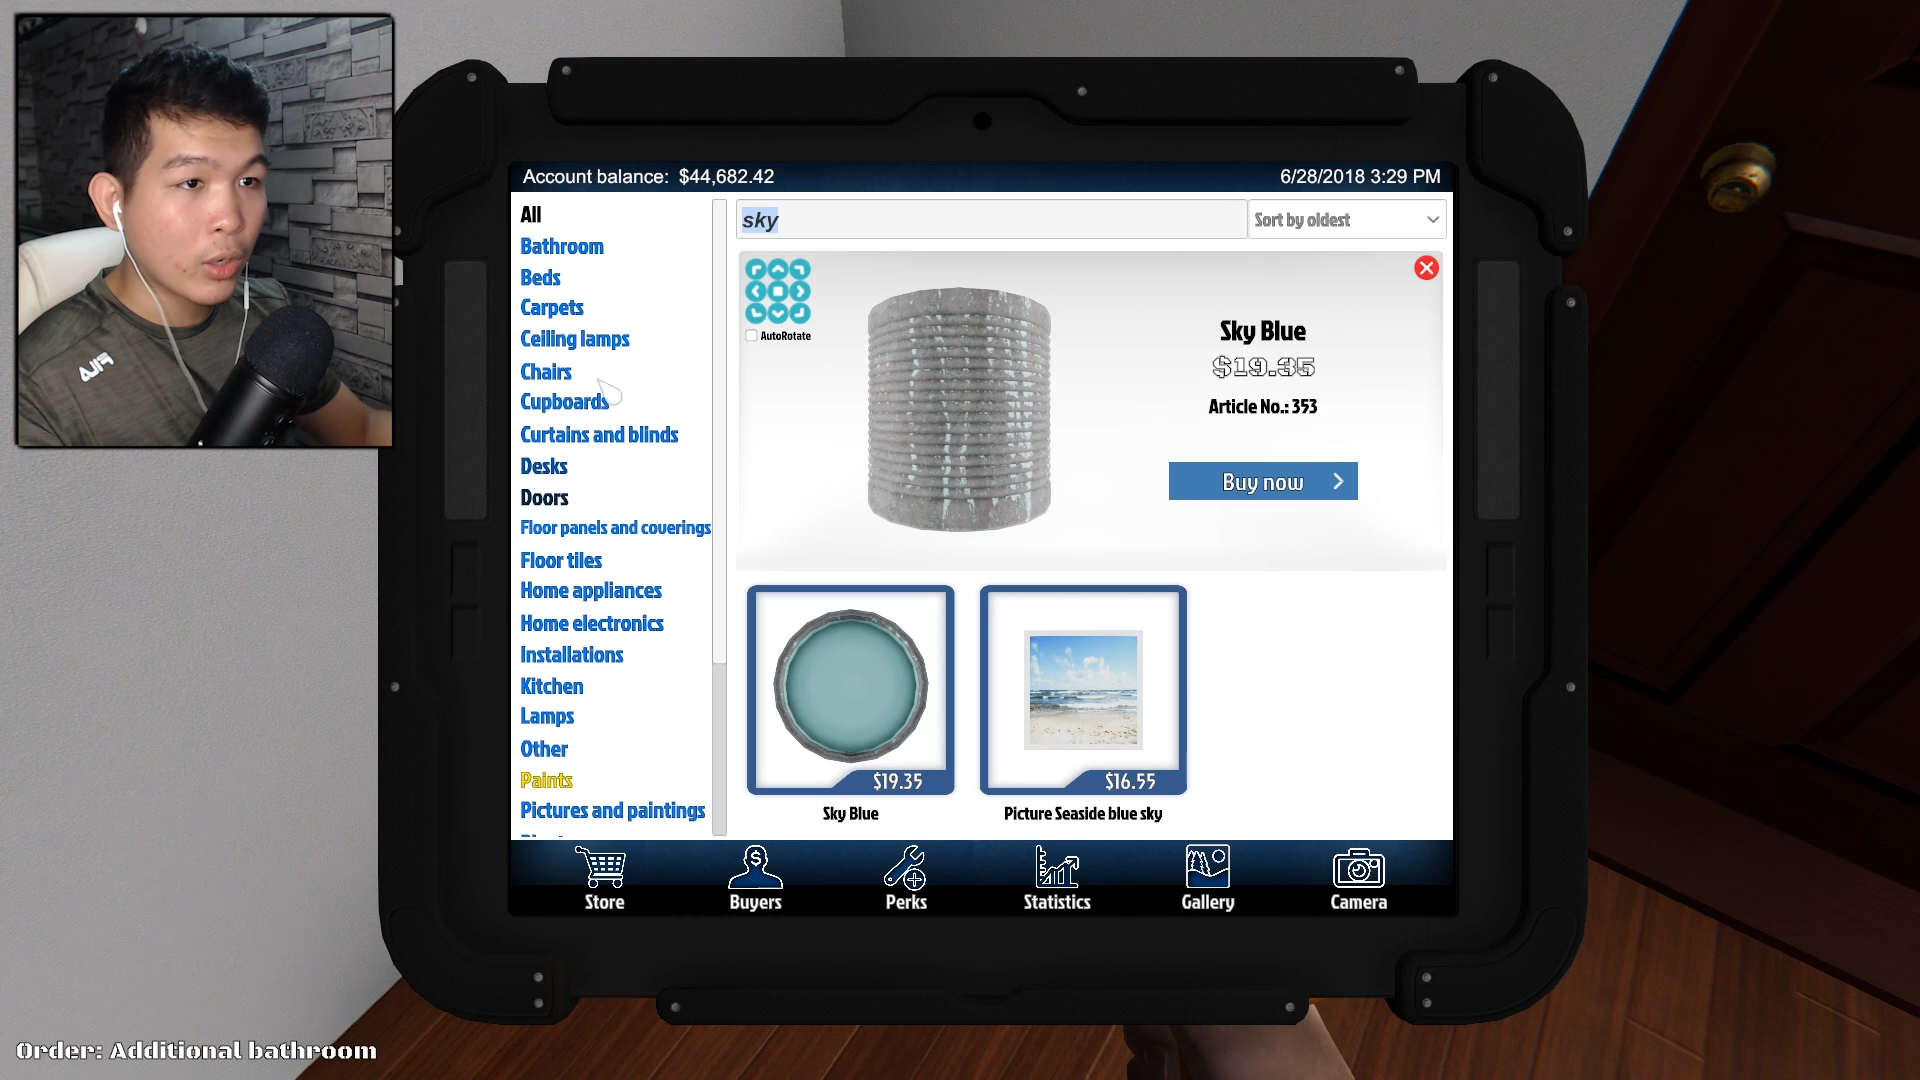 Account balance: $44,682.42
6/28/2018 3:29 PM
All
Bathroom
Beds
Carpets
Ceiling lamps
Chairs
Cupboards
Curtains and blinds
Desks
Doors
Floor panels and coverings
Floor tiles
Home appliances
Home electronics
Installations
Kitchen
Lamps
Other
Paints
Pictures and paintings
sky
Sort by oldest
AutoRotate
Sky Blue
$19.35
Article No.: 353
Buy now
$19.35
Sky Blue
$16.55
Picture Seaside blue sky
Store
Buyers
Perks
Statistics
Gallery
Camera
FILA
Order: Additional bathroom